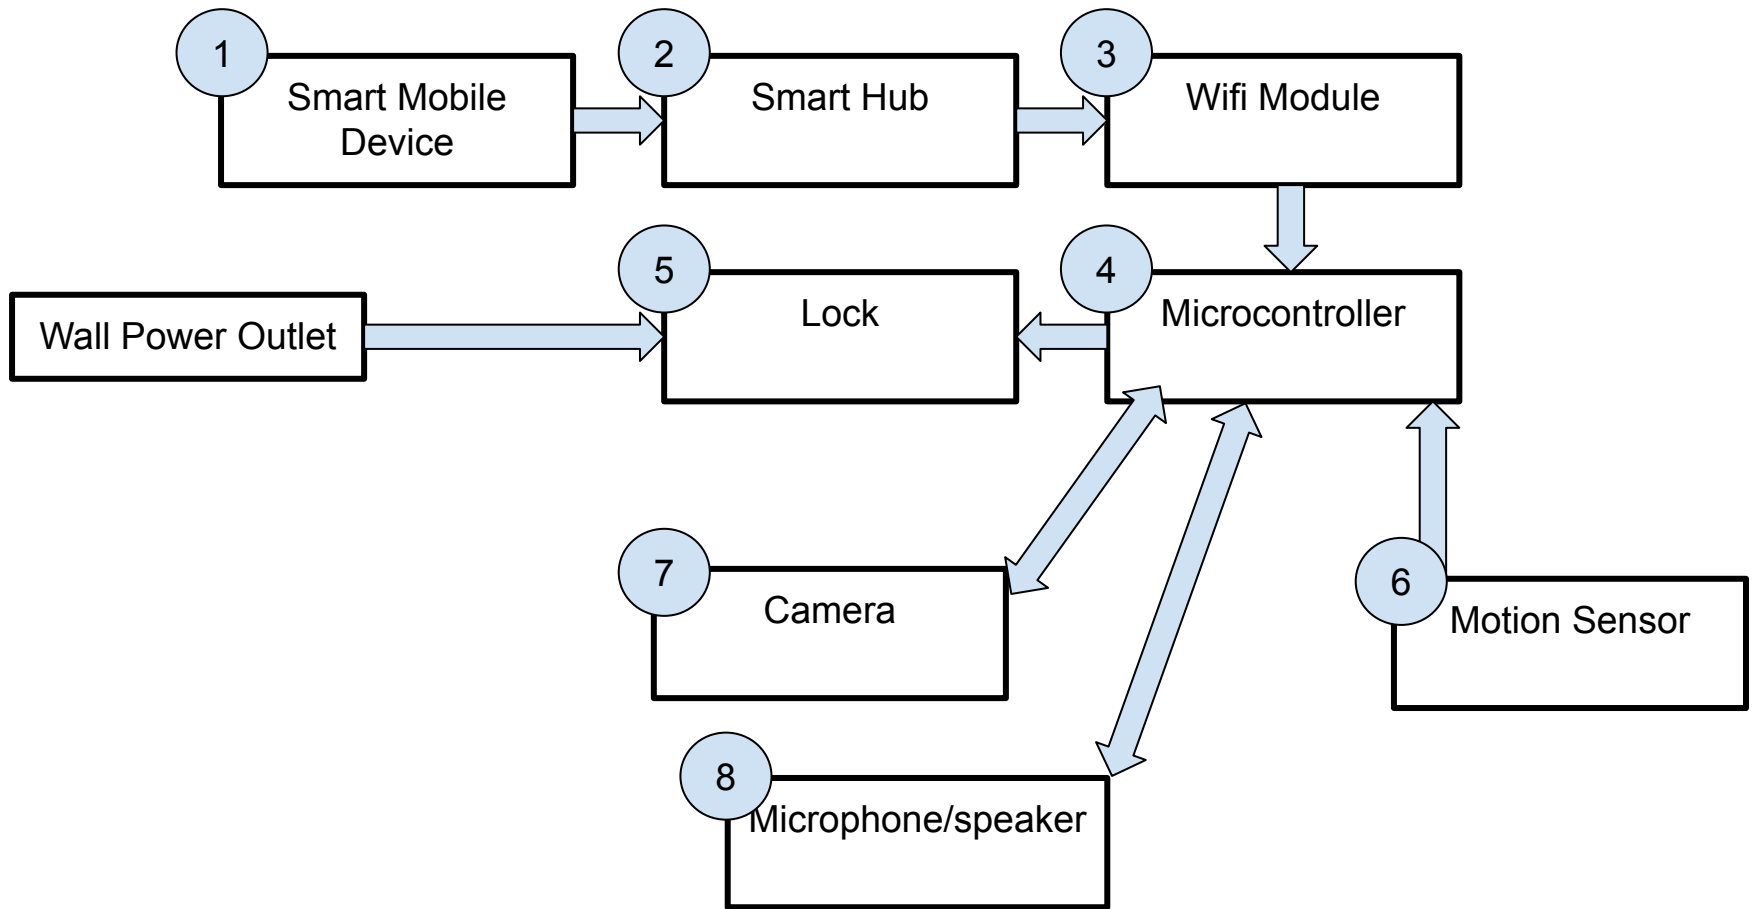 1
Smart Mobile
Device
2
Smart Hub
3
Wifi Module
Wall Power Outlet
5
Lock
4
Microcontroller
7
Camera
6
Motion Sensor
8
Microphone/speaker